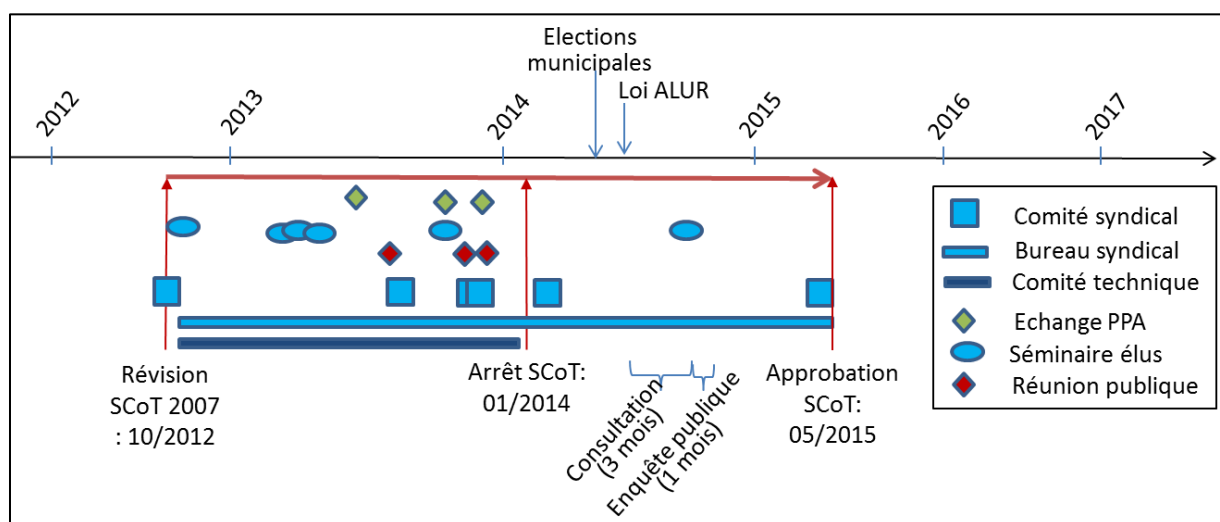 Elections
municipales
Loi ALUR
2012
2013
2014
2015
2016
2017
Comité syndical
Bureau syndical
Comité technique
Echange PPA
Séminaire élus
Réunion publique
Révision
SCoT 2007
: 10/2012
Arrêt SCoT:
01/2014
Consultation
(3 mois)
Enquête publique
(1 mois)
Approbation
SCoT:
05/2015